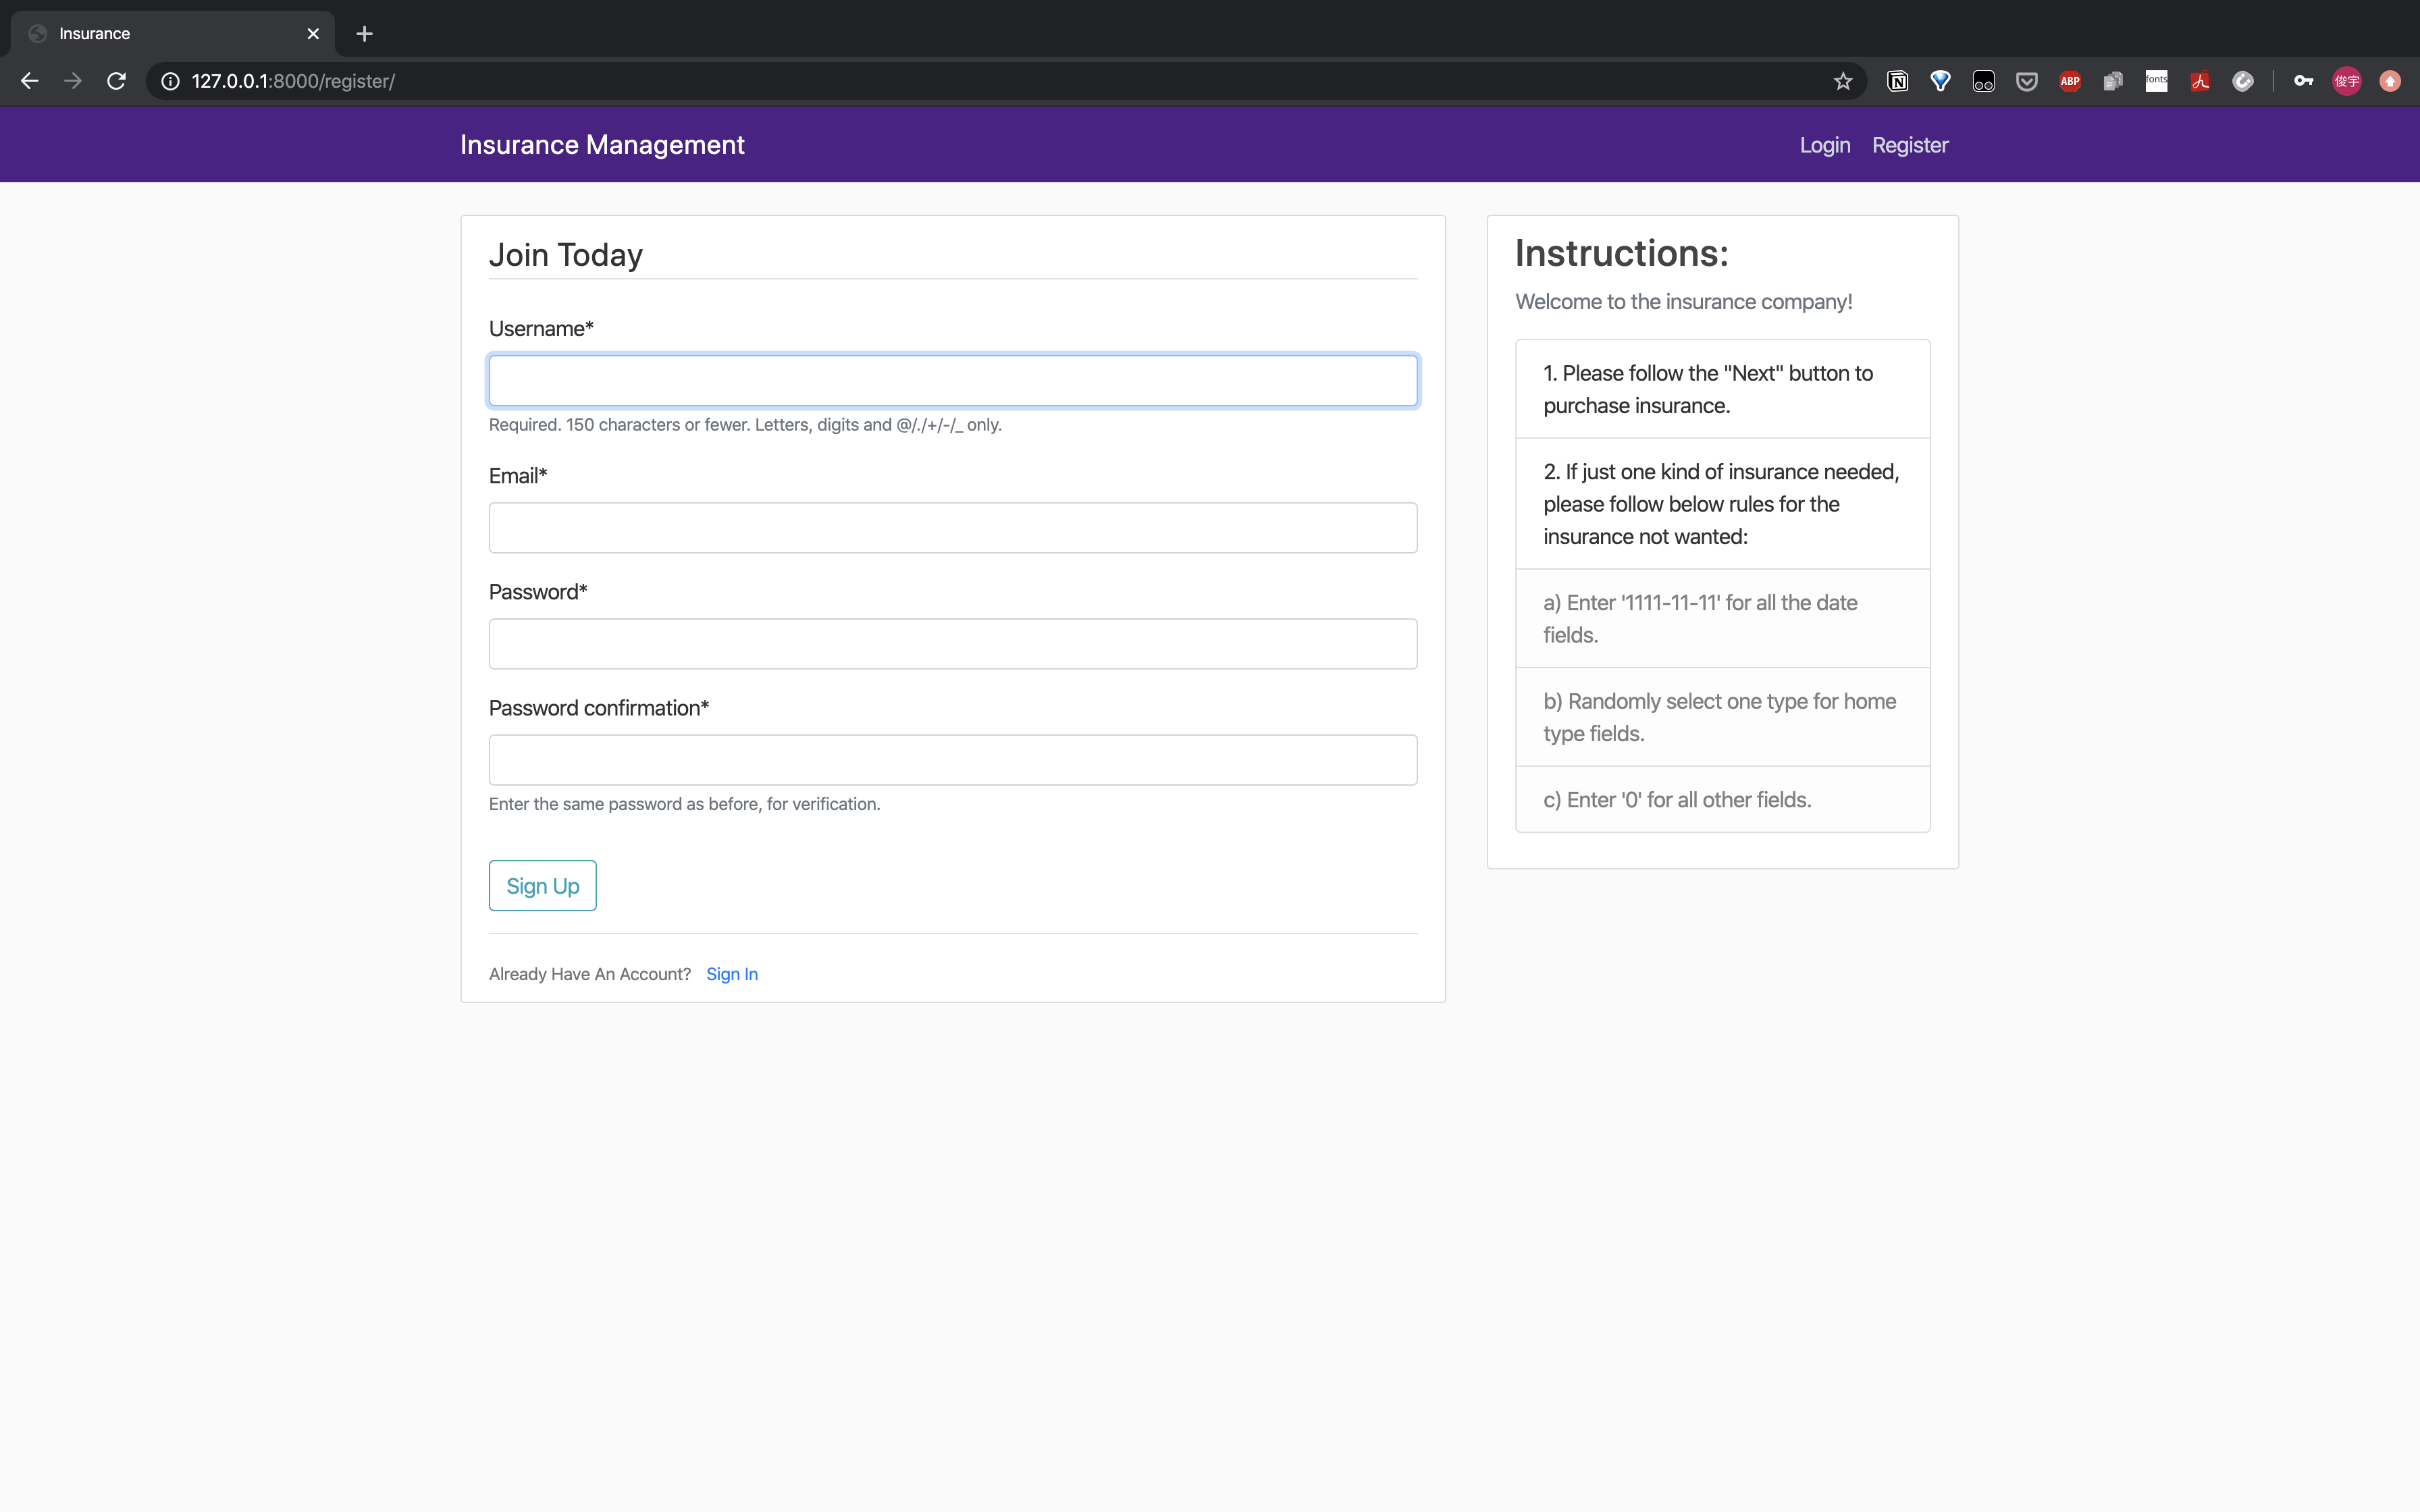 Insurance
127.0.0.1:8000/register/
ABP
fonts
俊宇
Insurance Management
Login
Register
Join Today
Username*
Required. 150 characters or fewer. Letters, digits and @/./+/-/_ only.
Email*
Password*
Password confirmation*
Enter the same password as before, for verification.
Sign Up
Already Have An Account? Sign In
Instructions:
Welcome to the insurance company!
1. Please follow the "Next" button to
purchase insurance.
2. If just one kind of insurance needed,
please follow below rules for the
insurance not wanted:
a) Enter '1111-11-11' for all the date
fields.
b) Randomly select one type for home
type fields.
c) Enter '0' for all other fields.